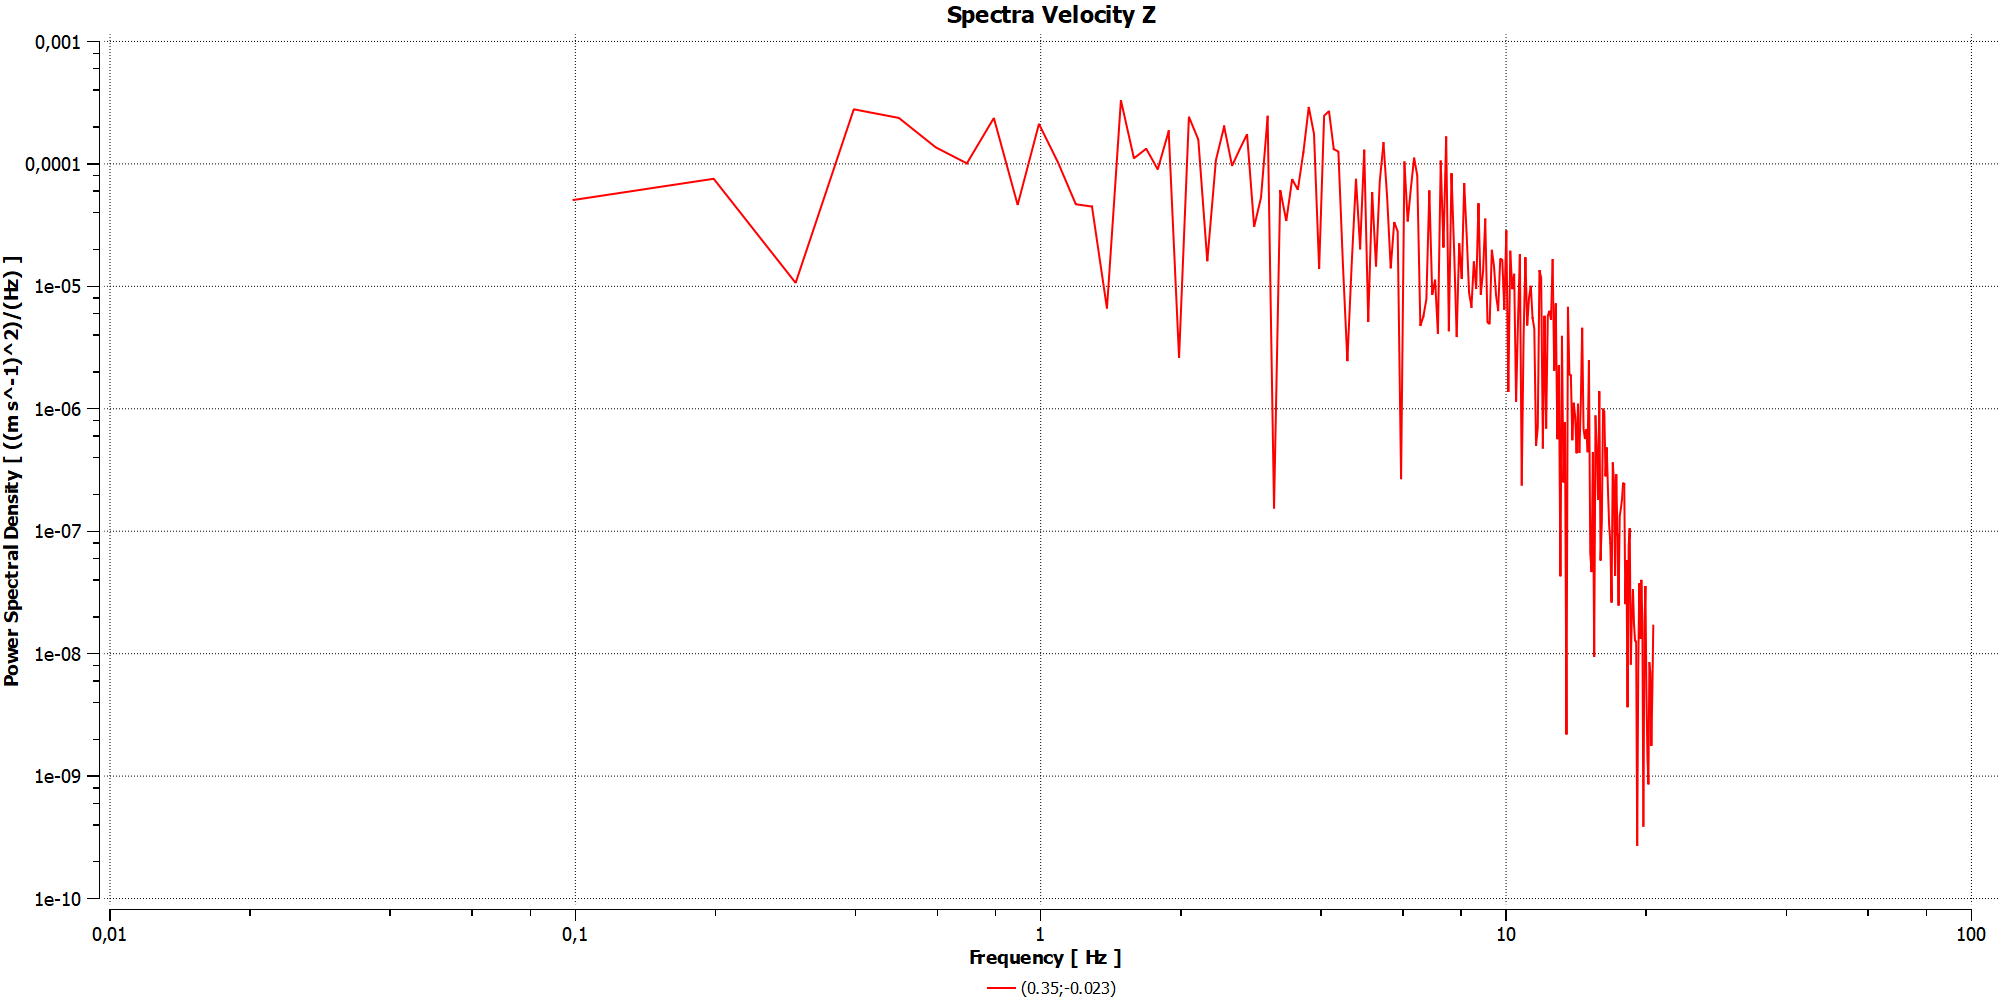 Spectra Velocity Z
0,001
0,0001
1e-05
1e-06
1e-07
1e-08
1e-09
1e-10
Power Spectral Density [ ((m s^-1)^2)/(Hz) ]
0,01
0,1
1
10
100
Frequency [ Hz ]
(0.35;-0.023)